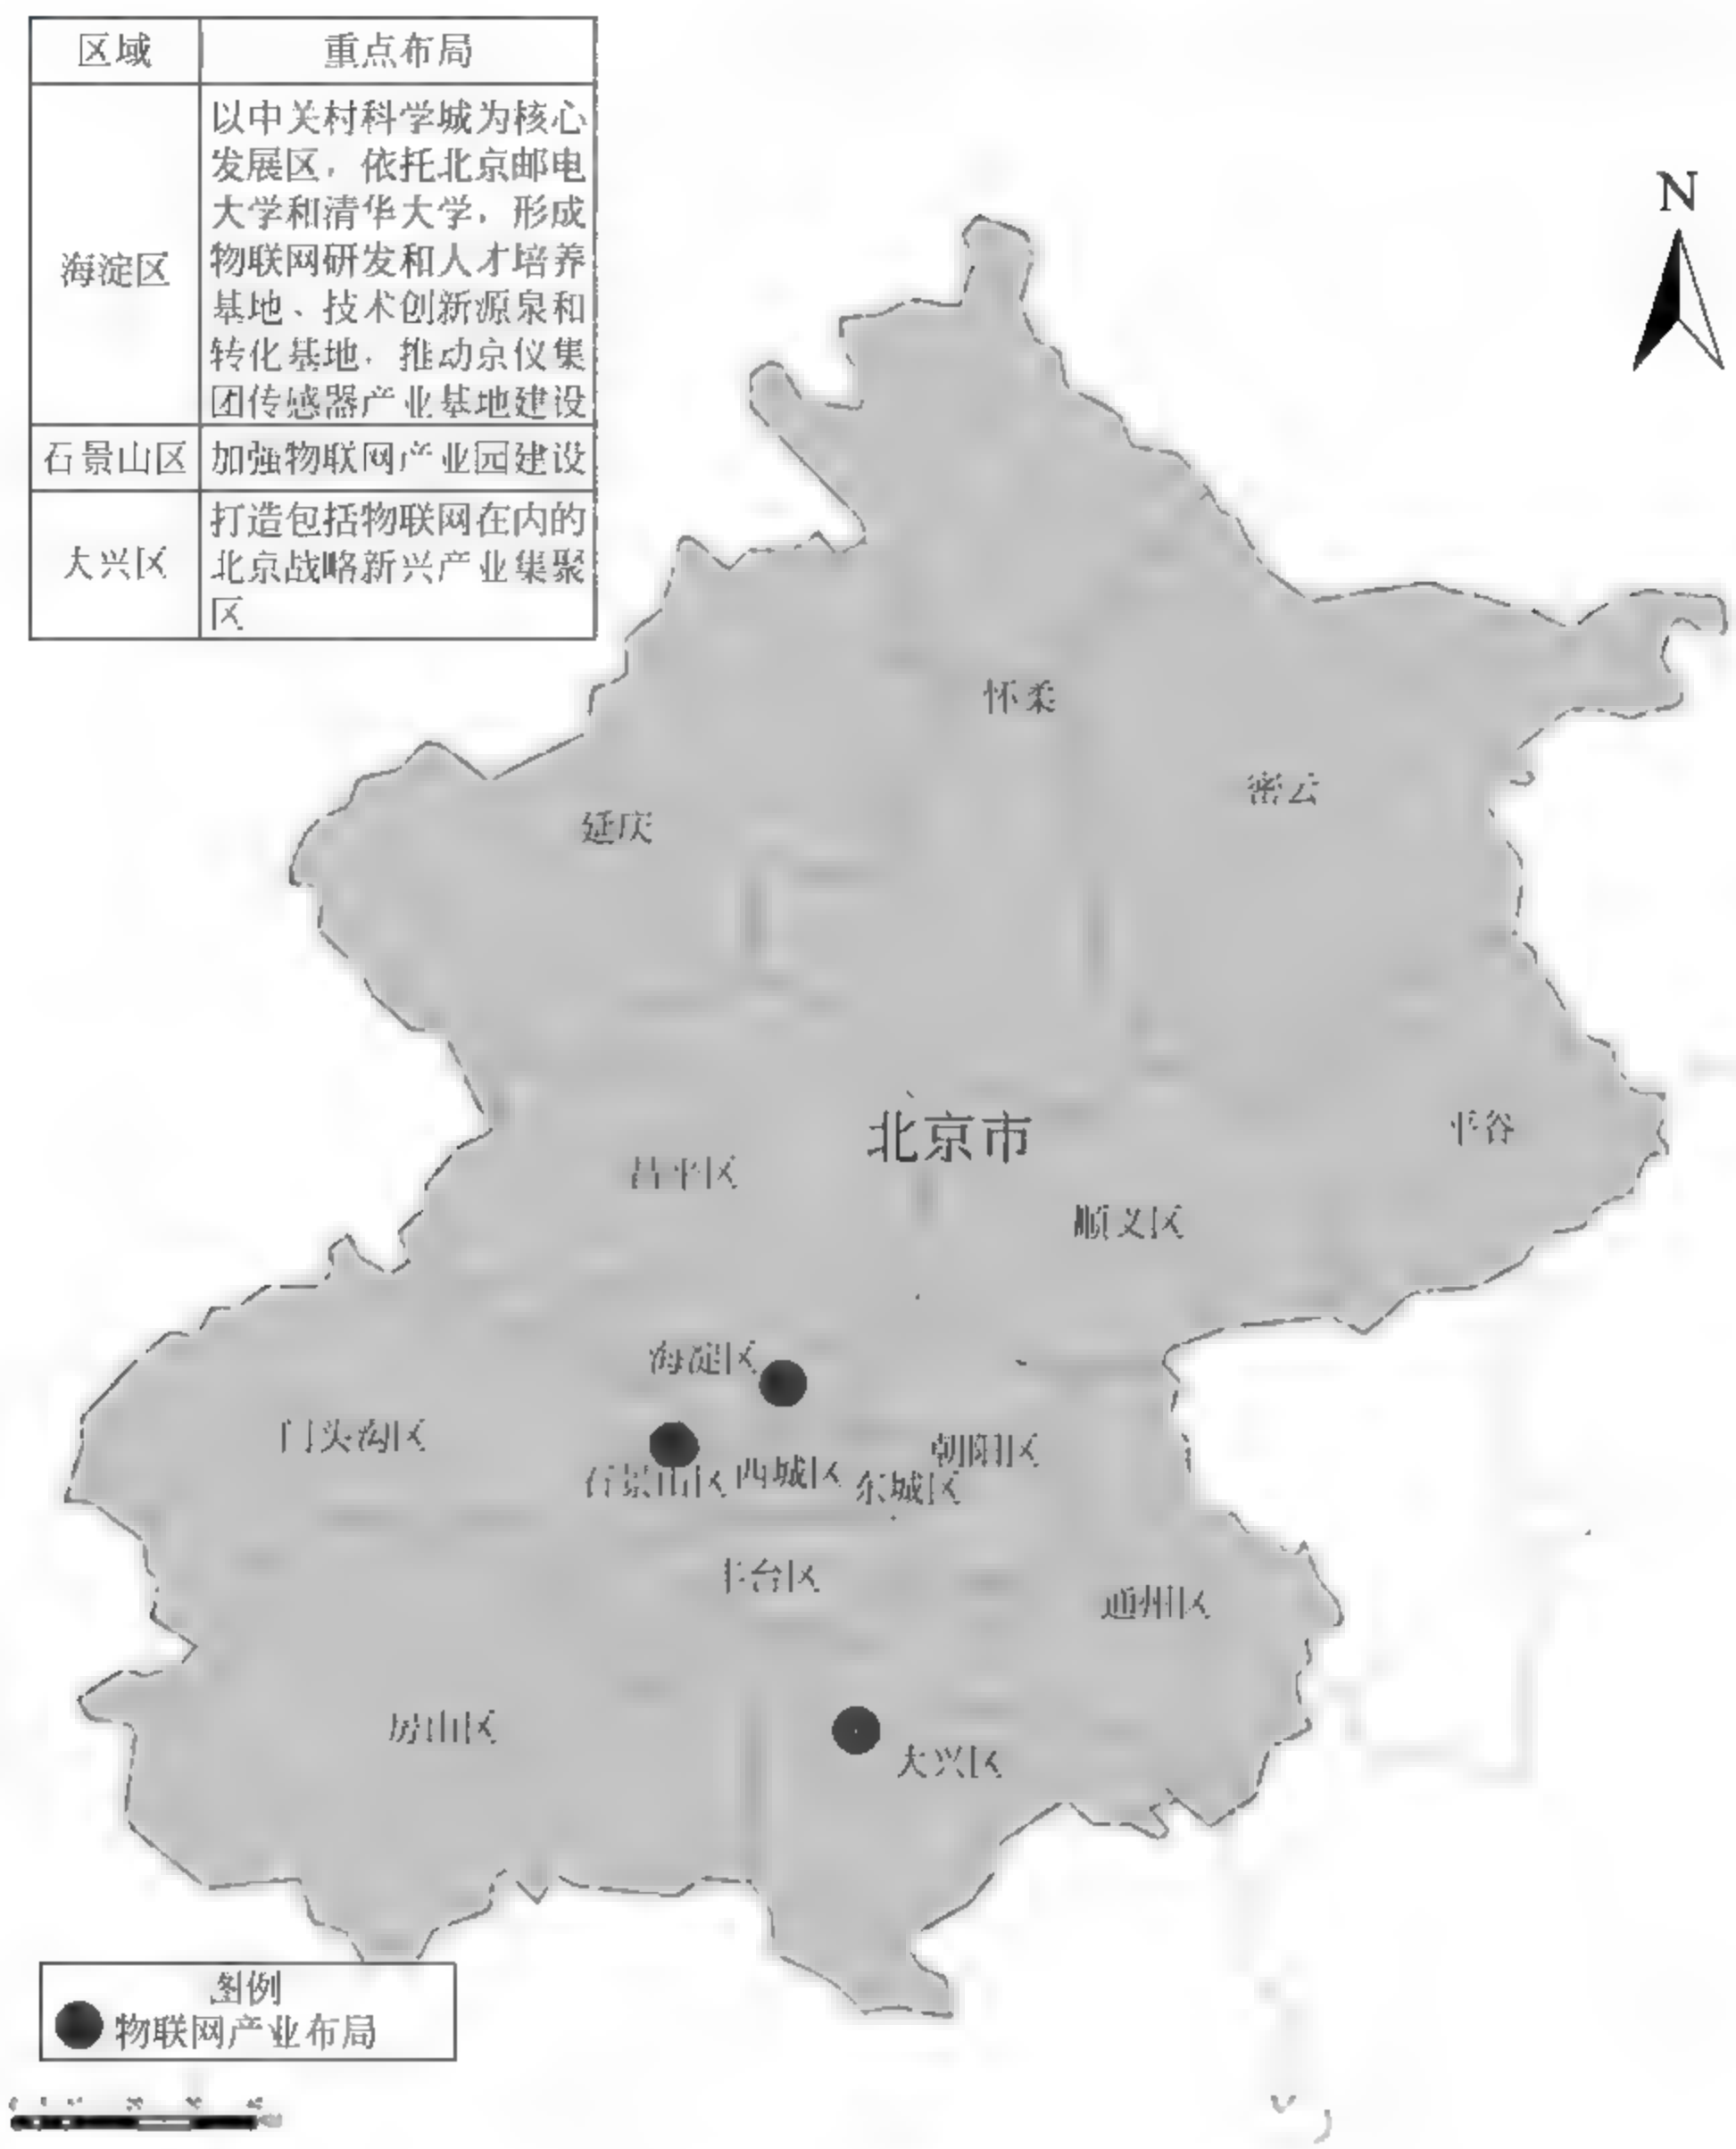 区域 重点布局
海淀区
以中关村科学城为核心
发展区，依托北京邮电
大学和清华大学，形成
物联网研发和人才培养
基地、技术创新源泉和
转化基地，推动京仪集
团传感器产业基地建设
石景山区 加强物联网产业园建设
大兴区
打造包括物联网在内的
北京战略新兴产业集聚
区
N
怀柔
密云
延庆
北京市
平谷
昌平区
顺义区
海淀区
门头沟区
朝阳区
石景山区 西城区 东城区
丰台区
通州区
房山区
大兴区
图例
物联网产业布局